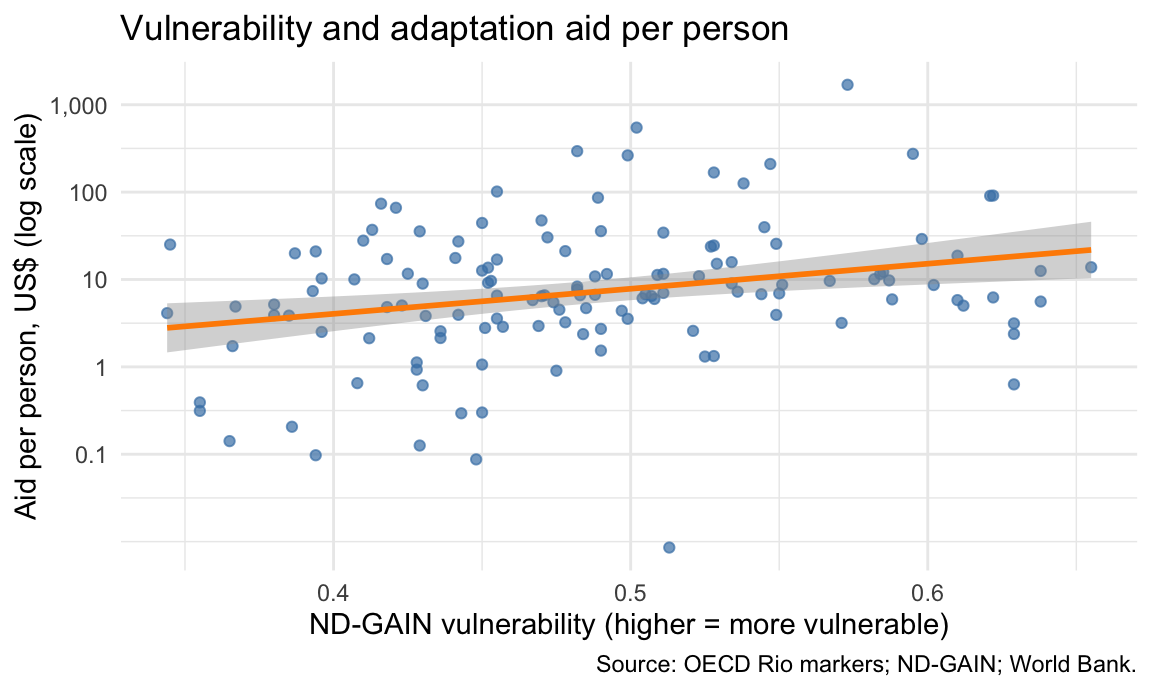 Vulnerability and adaptation aid per person
Aid per person, US$ (log scale)
1,000
100
10
1
0.1
0.4 0.5 0.6
ND-GAIN vulnerability (higher = more vulnerable)
Source: OECD Rio markers; ND-GAIN; World Bank.